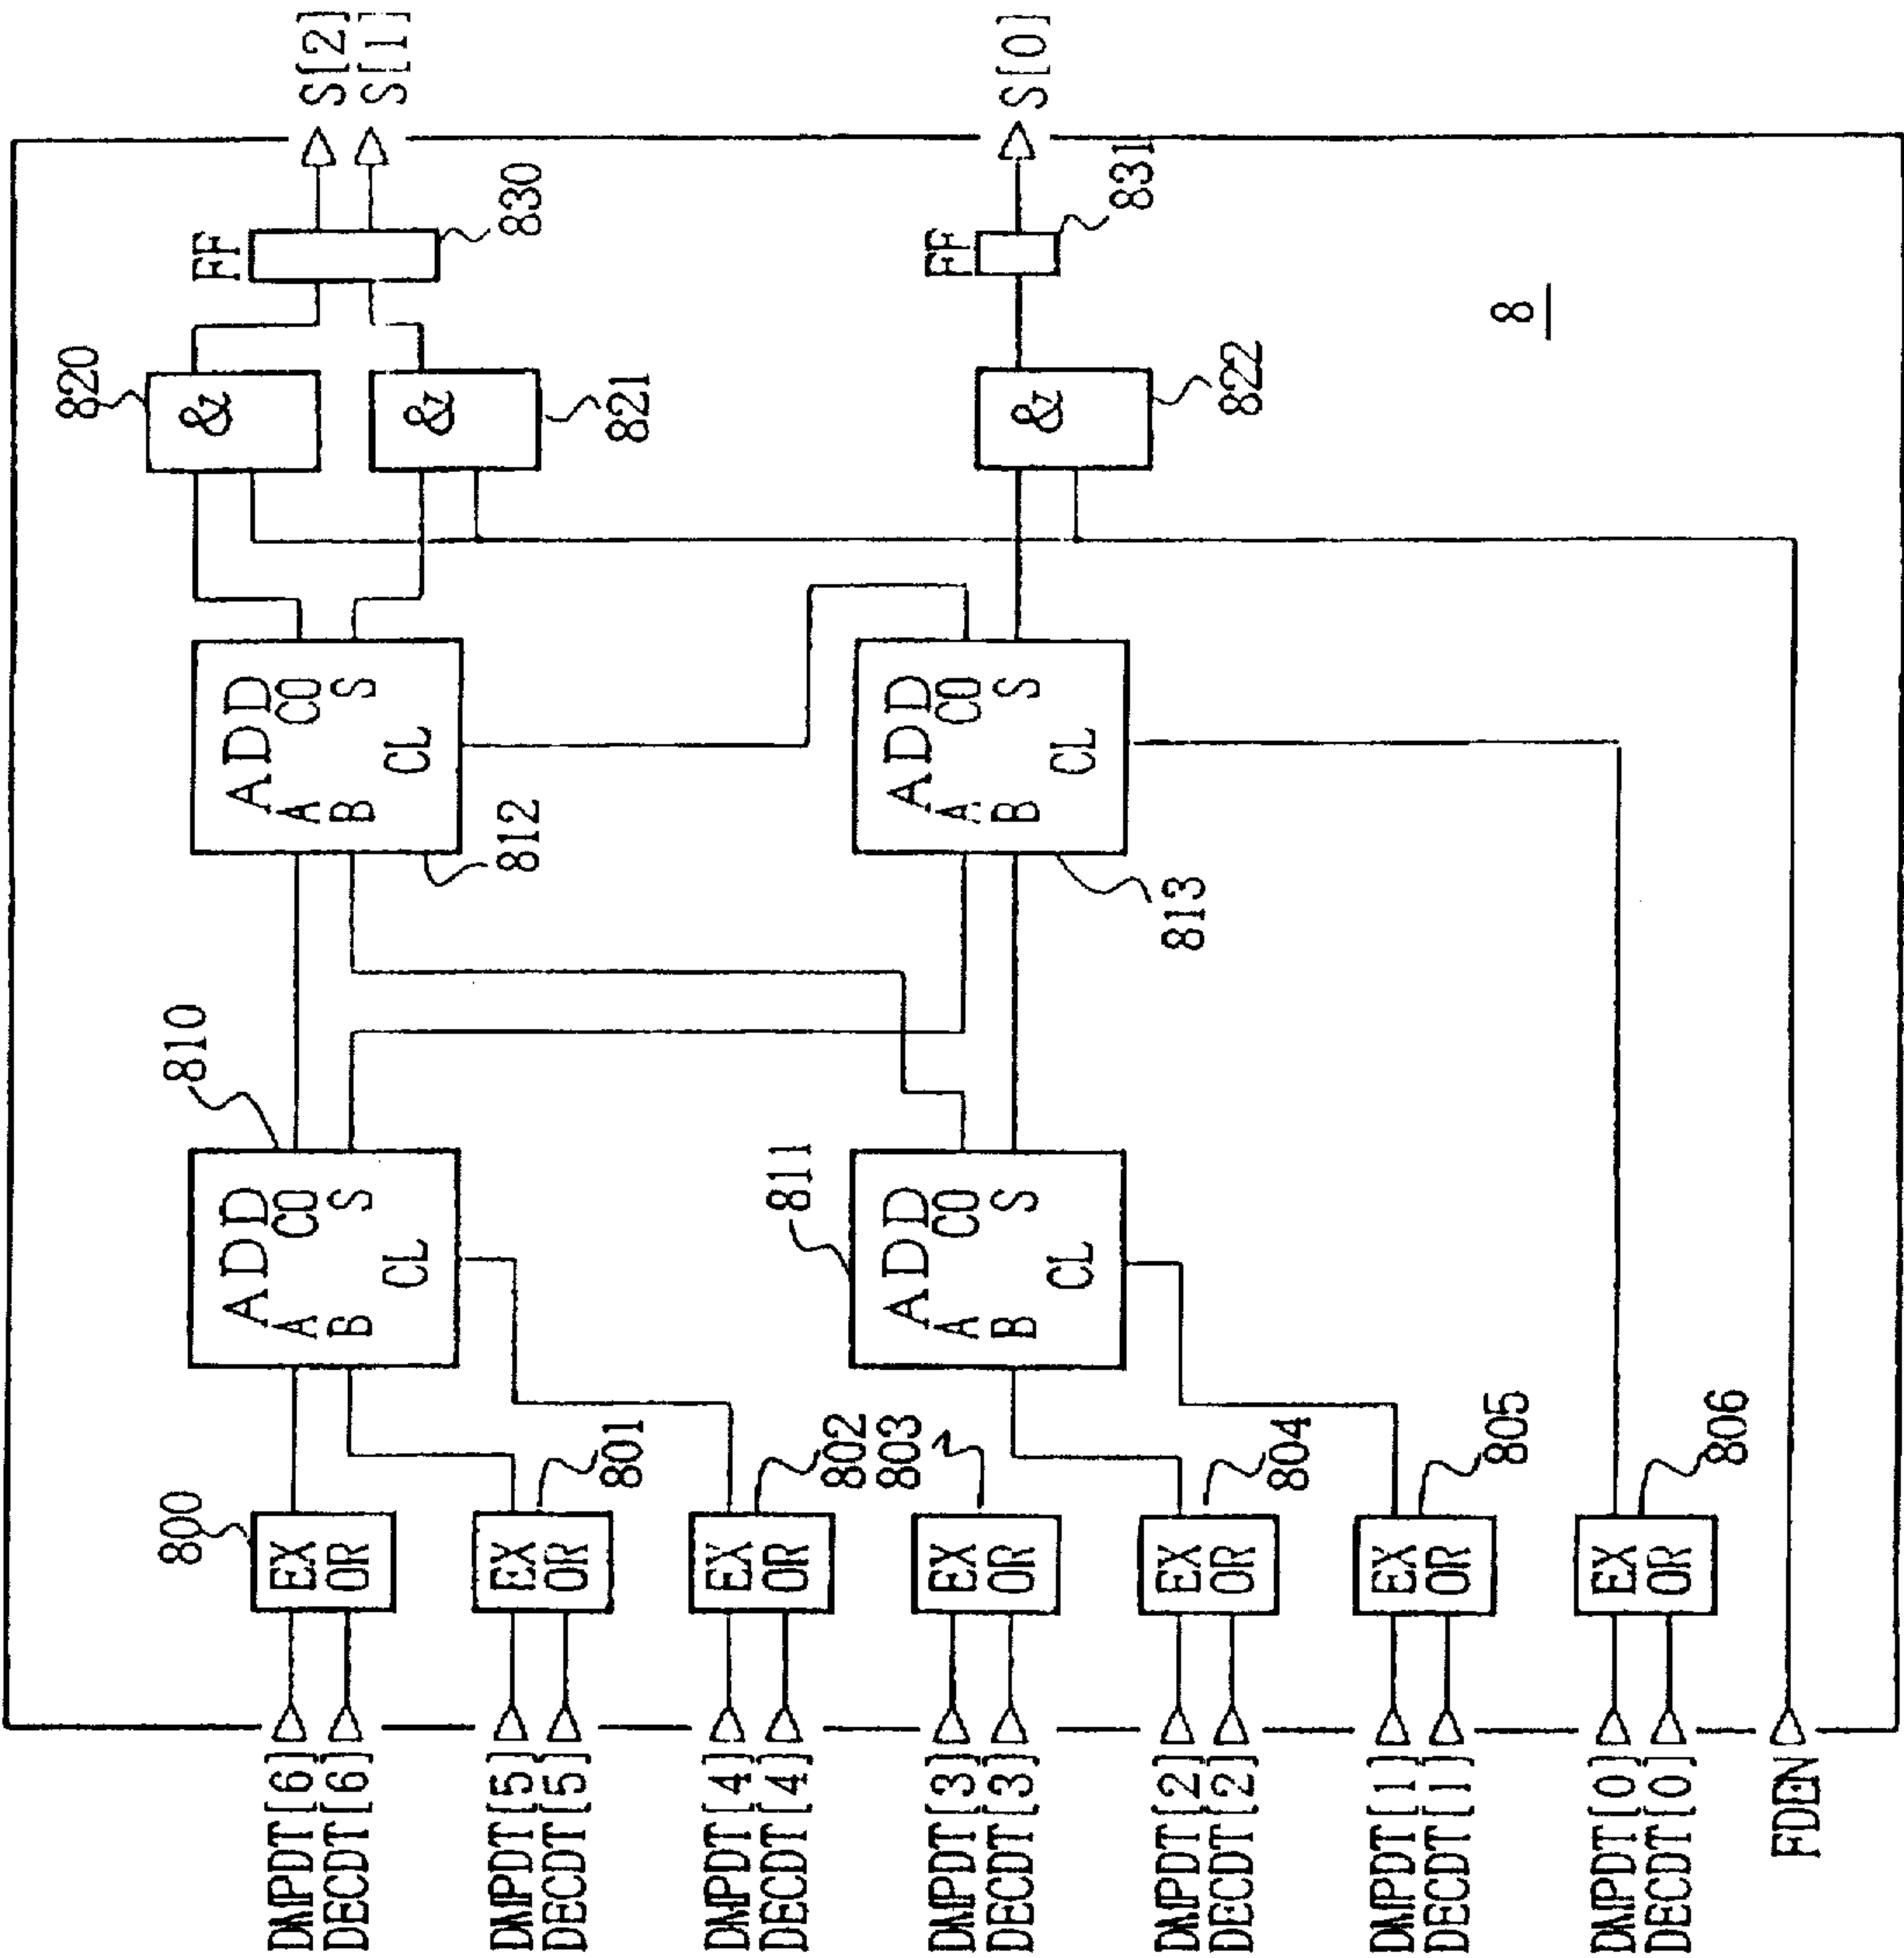 DMPDT[6]
DECDT[6]
DMPDT[5]
DECDT[5]
DMPDT[4]
DECDT[4]
DMPDT[3]
DECDT[3]
DMPDT[2]
DECDT[2]
DMPDT[1]
DECDT[1]
DMPDT[0]
DECDT[0]
FDEN
800
EX
OR
EX
OR
801
EX
OR
802
803
EX
OR
EX
OR
804
EX
OR
805
EX
OR
806
810
ADD
A CO
B S
CL
811
ADD
A CO
B S
CL
ADD
A CO
B S
CL
812
ADD
A CO
B S
CL
813
820
&
&
821
&
822
FF
830
FF
831
S[2]
S[1]
S[0]
8